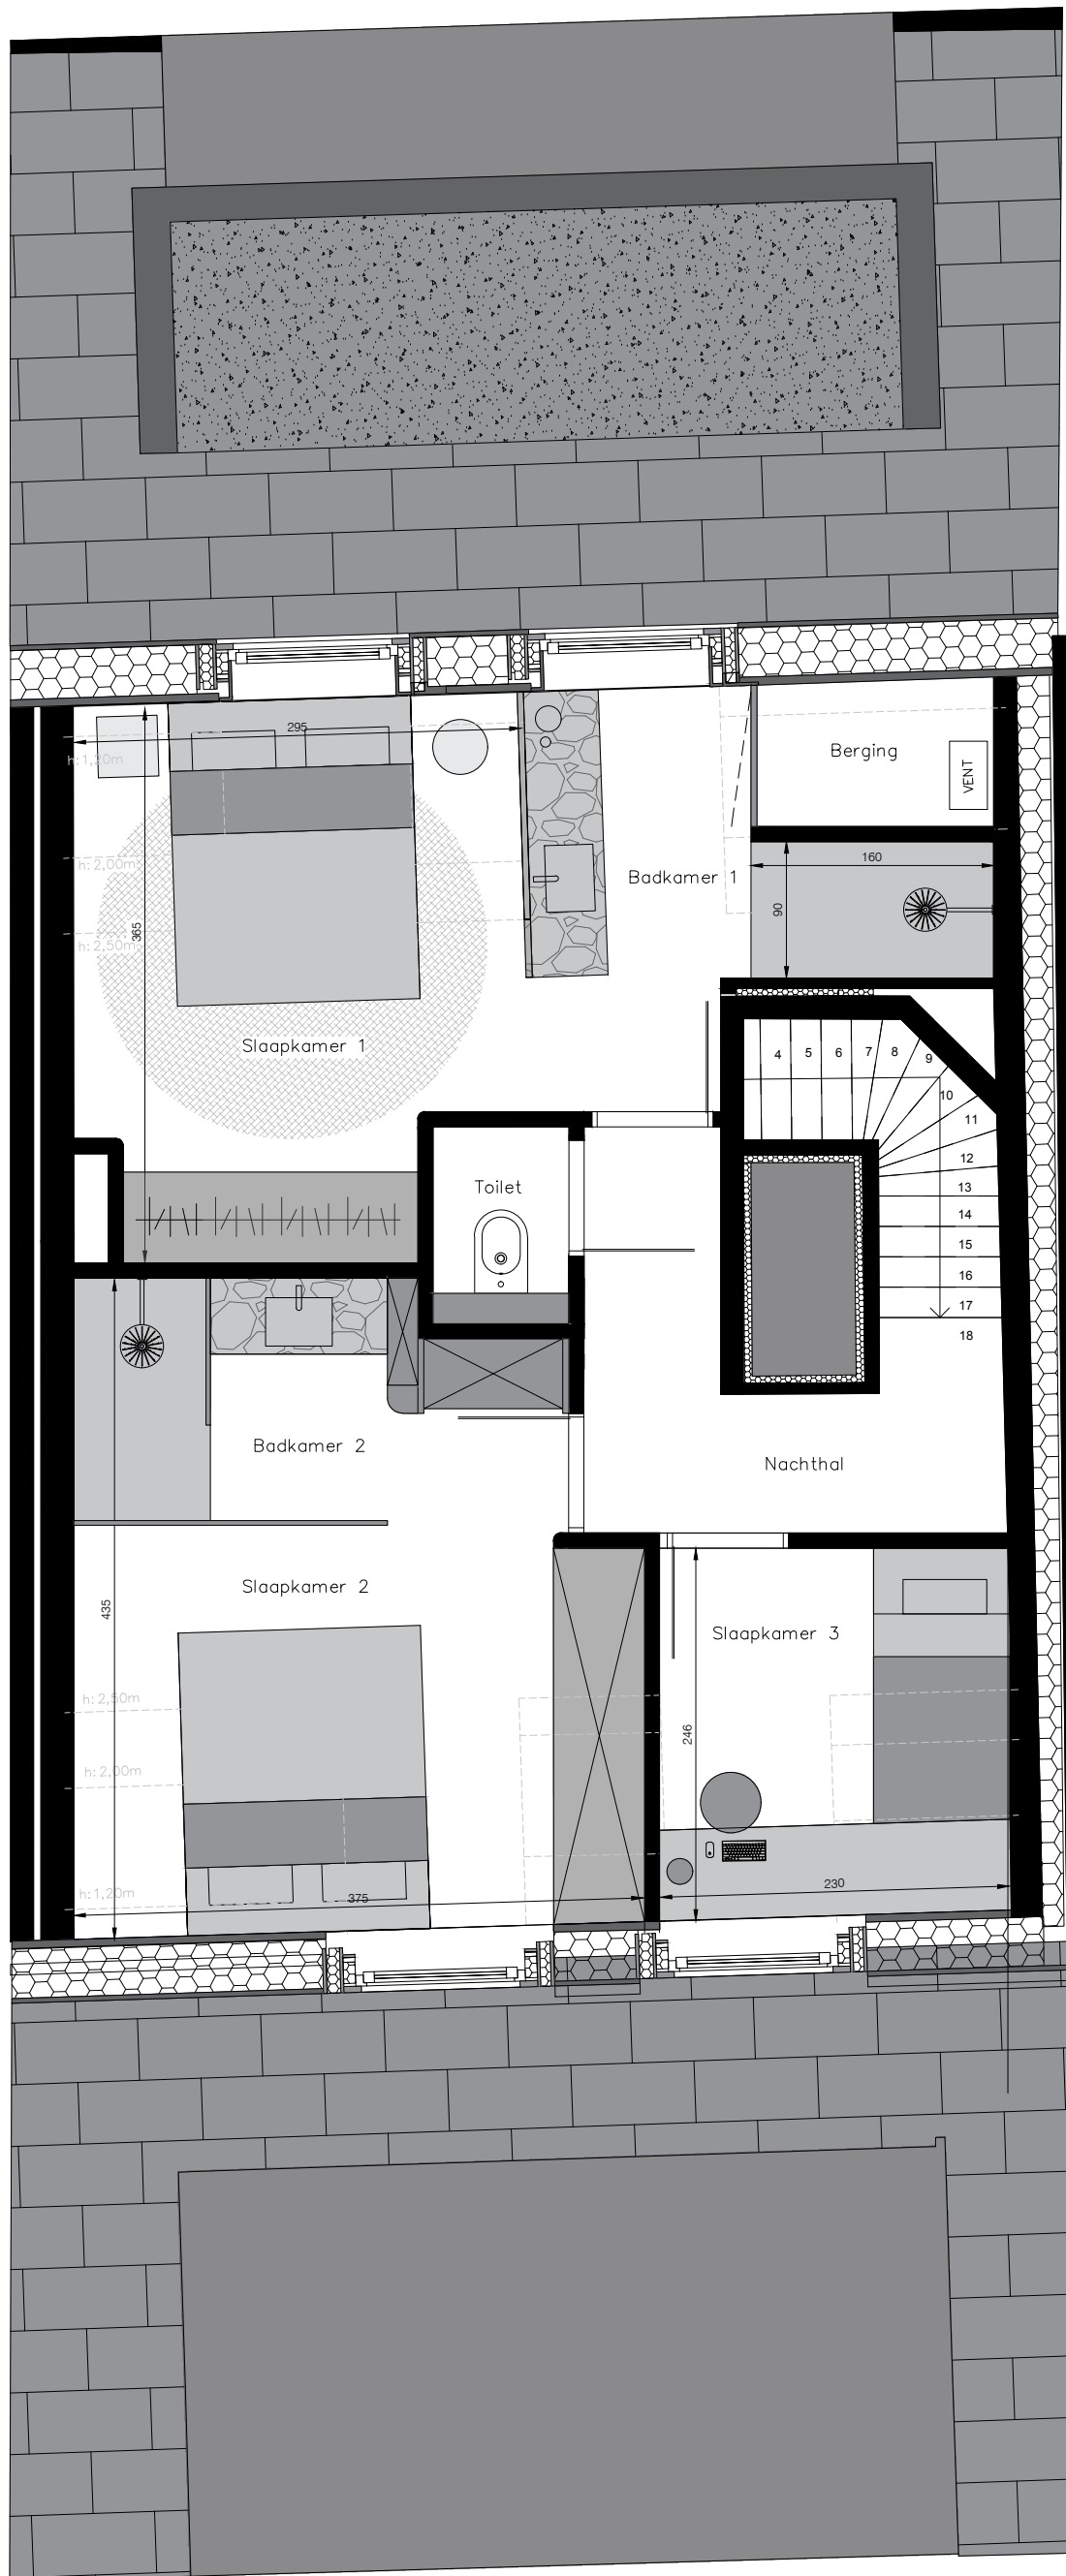 295
Berging
VENT
h:1,20m
160
h: 2,00m
Badkamer 1
90
365
h: 2,50m
Slaapkamer 1
4
5
6
7
8
9
10
11
12
13
14
15
16
17
18
Toilet
Badkamer 2
Nachthal
Slaapkamer 2
435
Slaapkamer 3
h: 2,50m
246
h: 2,00m
h:1,20m
375
230